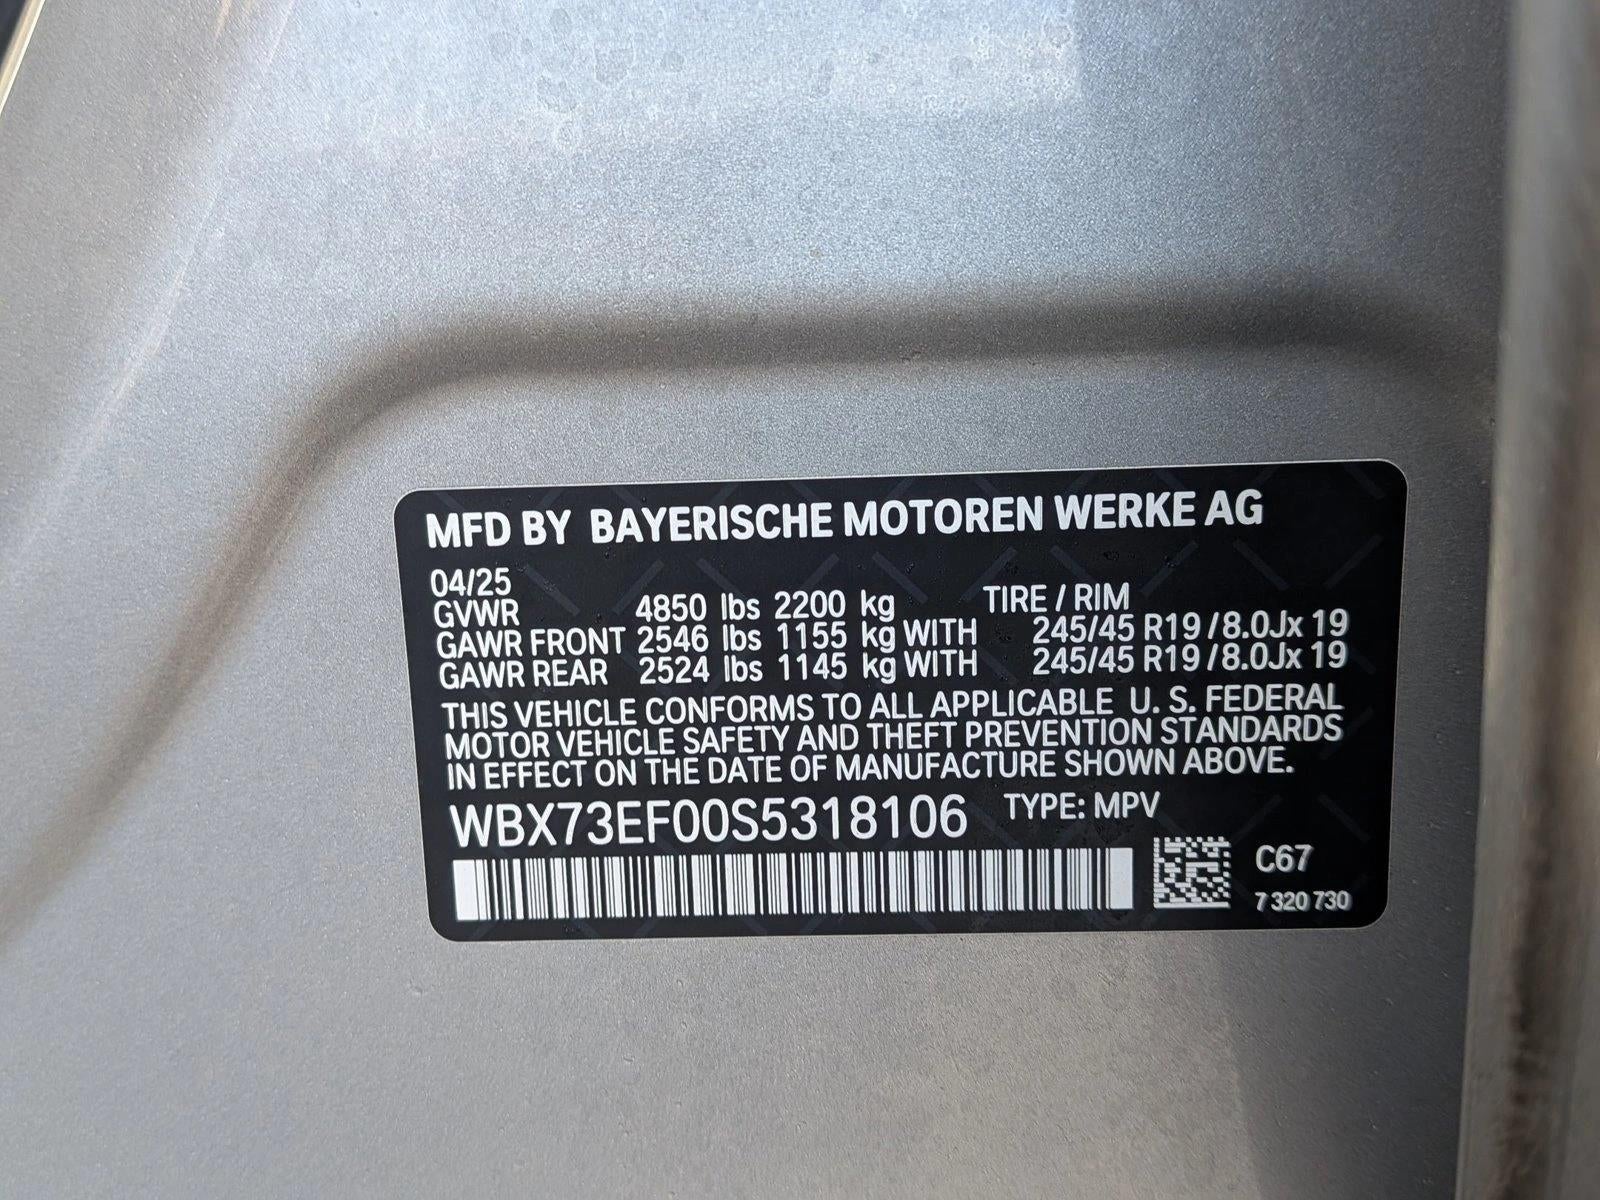 MFD BY BAYERISCHE MOTOREN WERKE AG
04/25
GVWR 4850 lbs 2200 kg TIRE / RIM
GAWR FRONT 2546 lbs 1155 kg WITH 245/45 R19 / 8.0Jx 19
GAWR REAR 2524 lbs 1145 kg WITH 245/45 R19 / 8.0Jx 19
THIS VEHICLE CONFORMS TO ALL APPLICABLE U. S. FEDERAL
MOTOR VEHICLE SAFETY AND THEFT PREVENTION STANDARDS
IN EFFECT ON THE DATE OF MANUFACTURE SHOWN ABOVE.
WBX73EF00S5318106 TYPE: MPV
C67
7 320 730